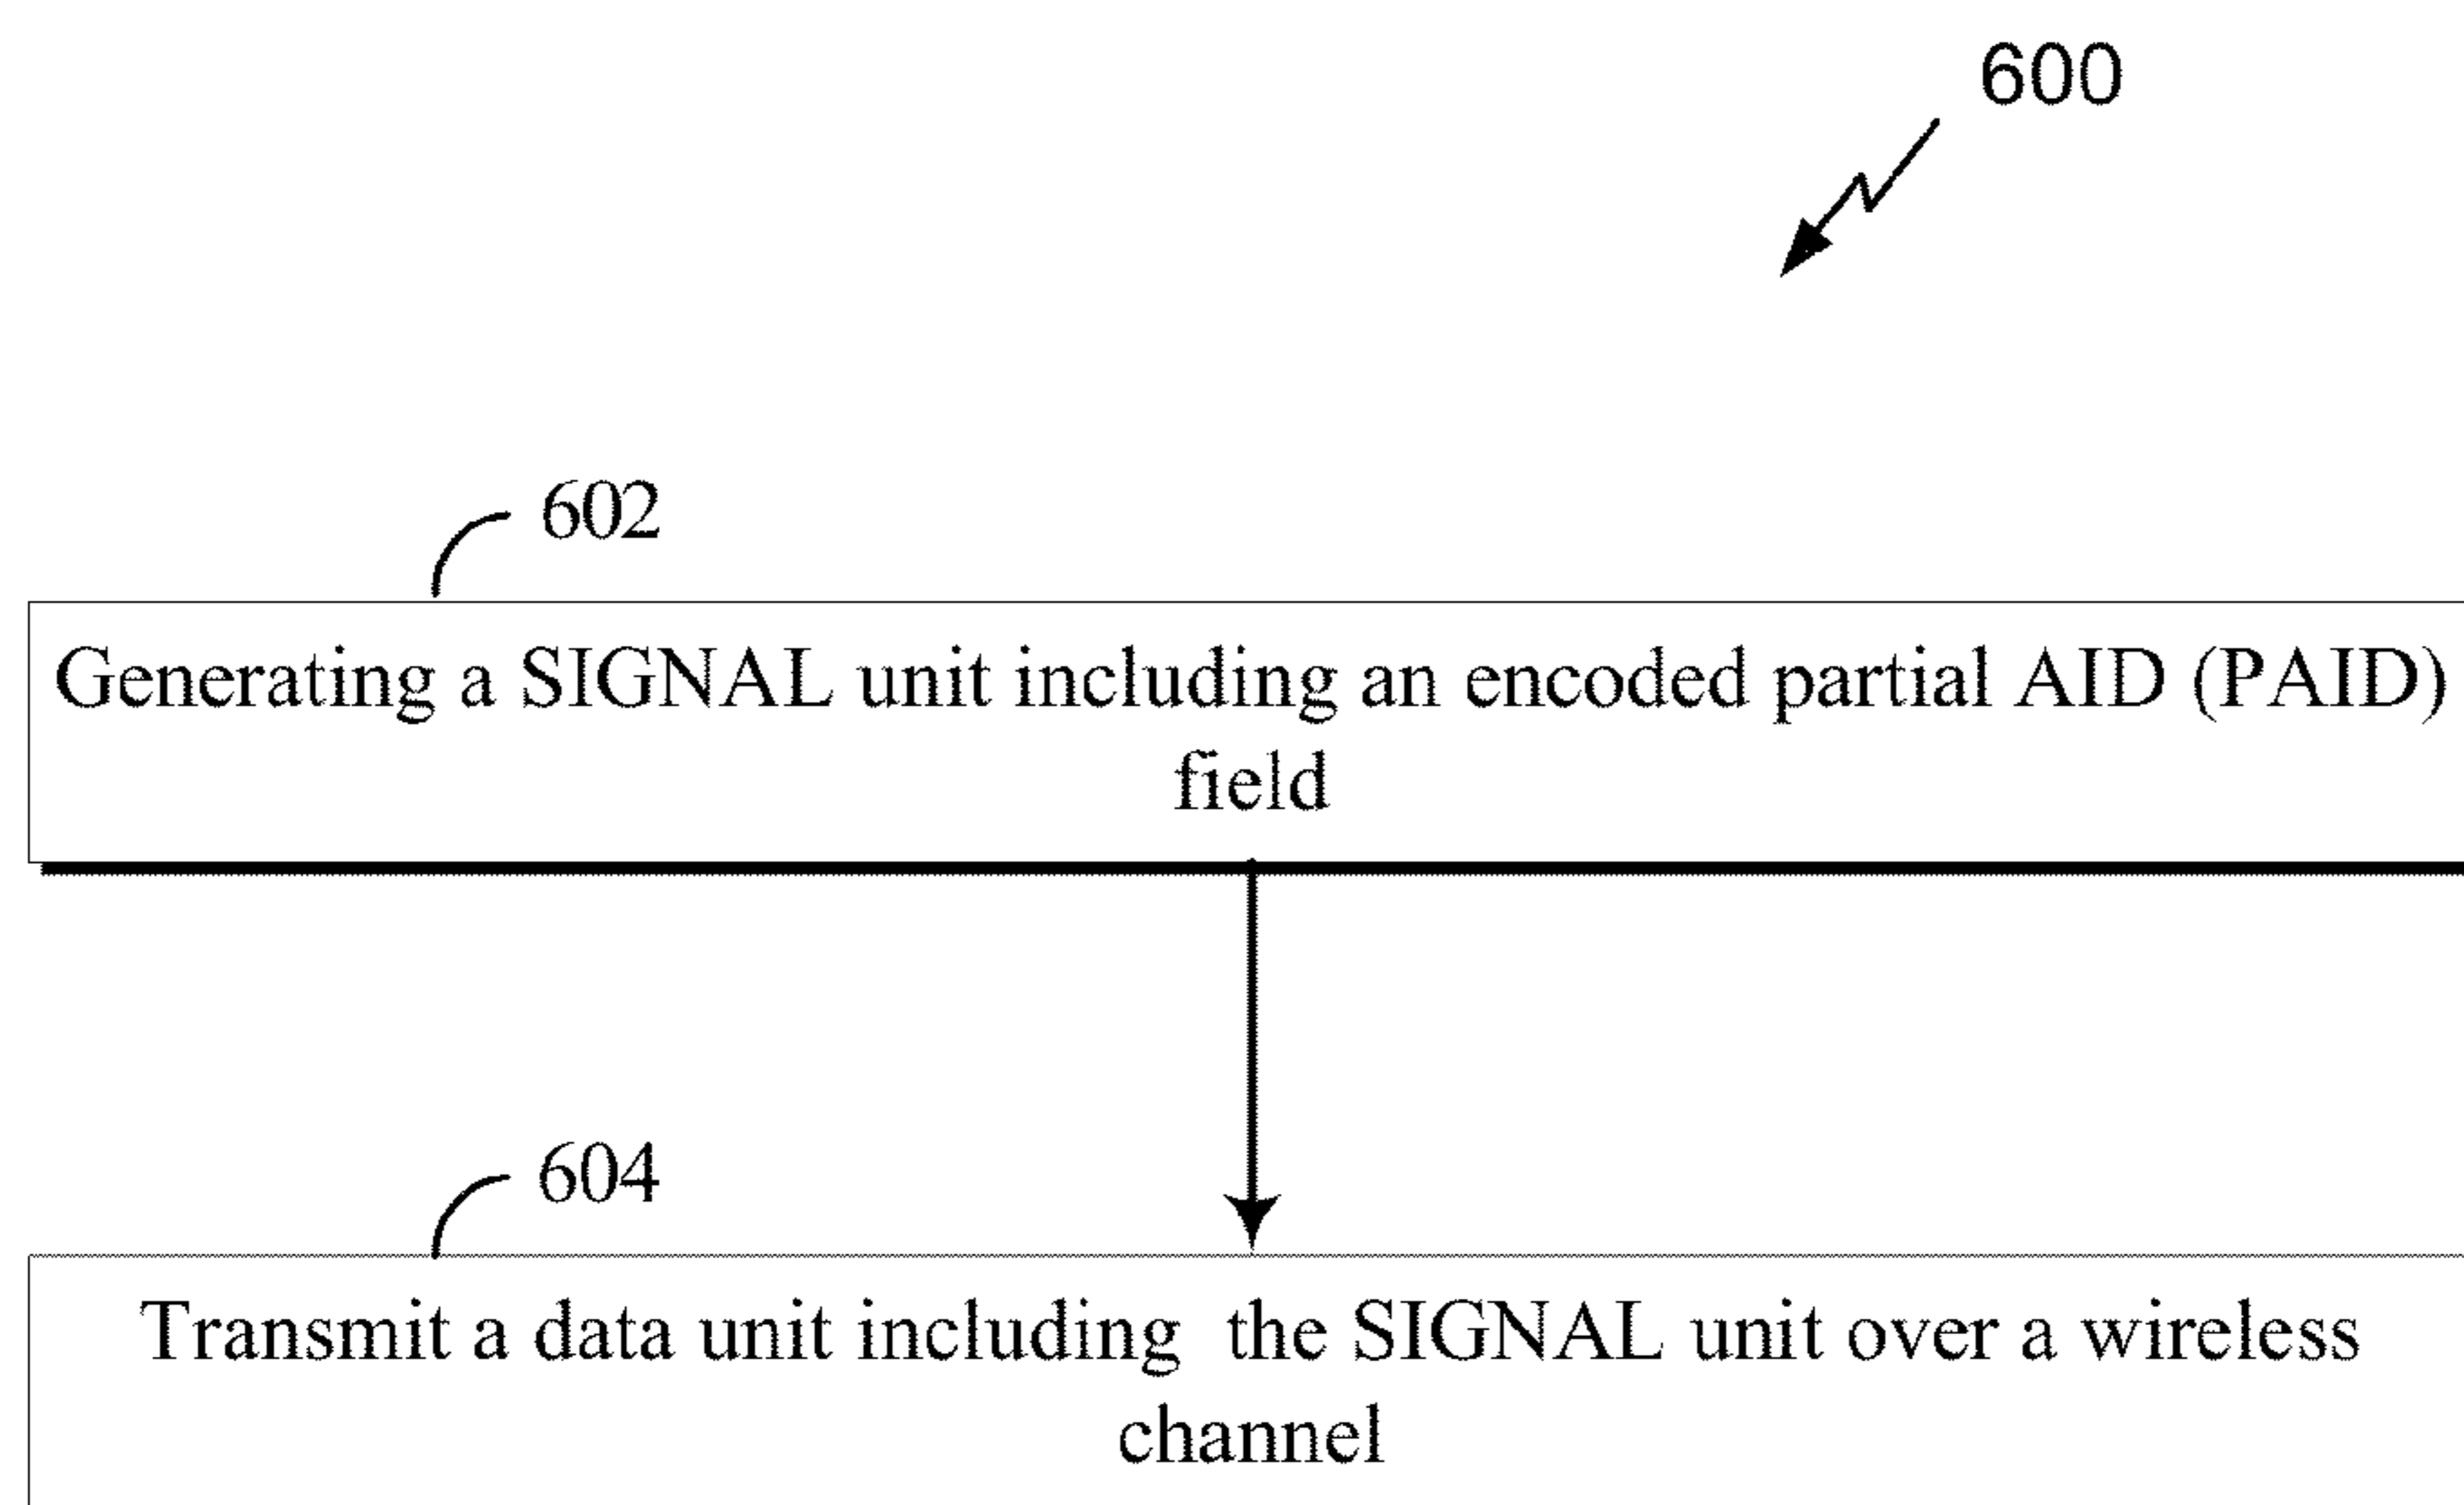 600
602
Generating a SIGNAL unit including an encoded partial AID (PAID)
field
604
Transmit a data unit including the SIGNAL unit over a wireless
channel